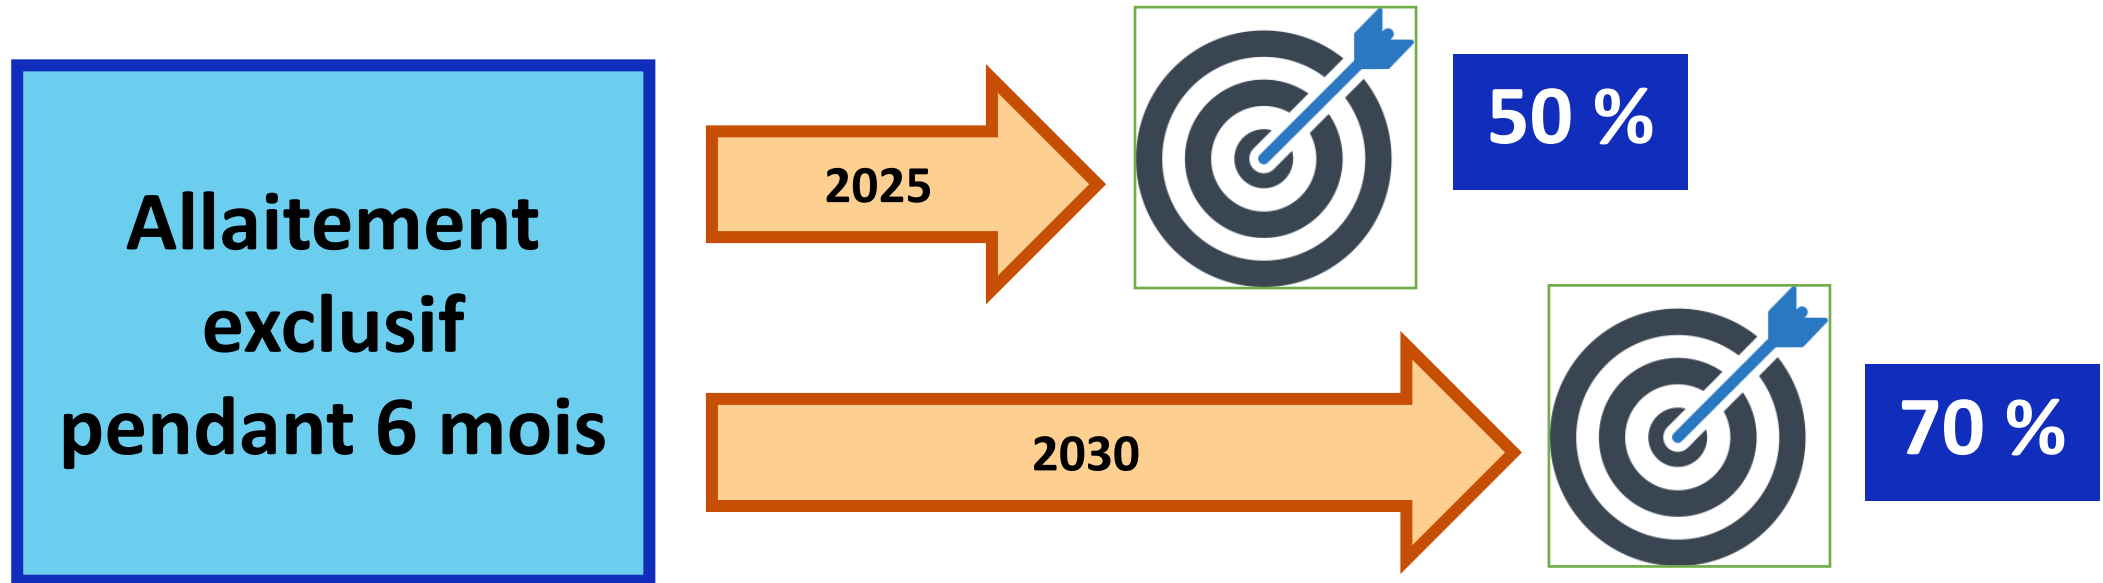 Allaitement
exclusif
pendant 6 mois
2025
50 %
2030
70 %